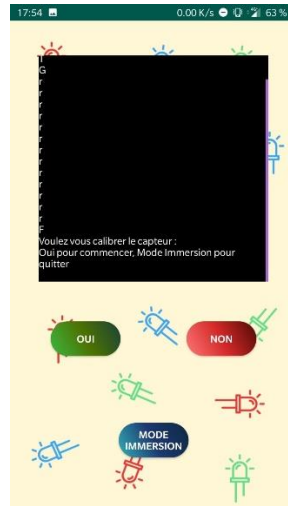 17:54 0.00 K/s 63 %
T
G
r
r
r
r
r
r
r
r
r
r
r
r
F
Voulez vous calibrer le capteur :
Oui pour commencer, Mode Immersion pour
quitter
OUI NON
MODE
IMMERSION